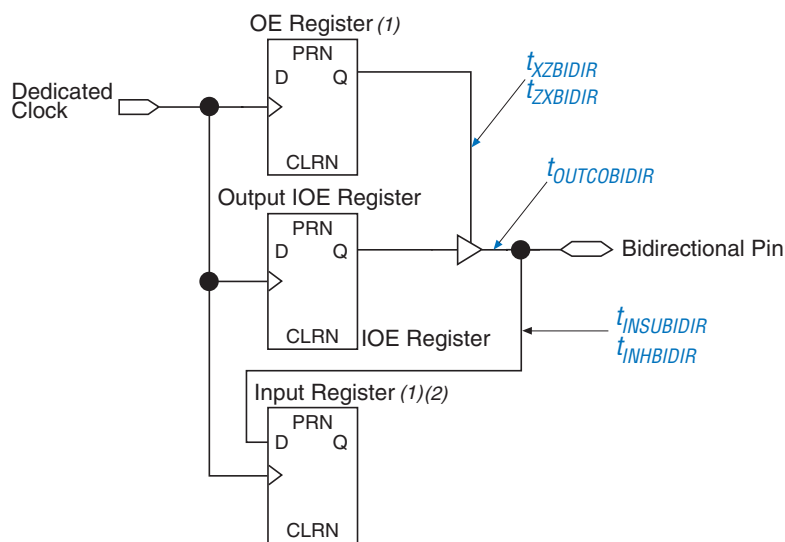 OE Register (1)
PRN
D Q
CLRN
Dedicated
Clock
tXZBIDIR
tZXBIDIR
Output IOE Register
PRN
D Q
CLRN
IOE Register
tOUTCOBIDIR
Bidirectional Pin
tINSUBIDIR
tINHBIDIR
Input Register (1)(2)
PRN
D Q
CLRN